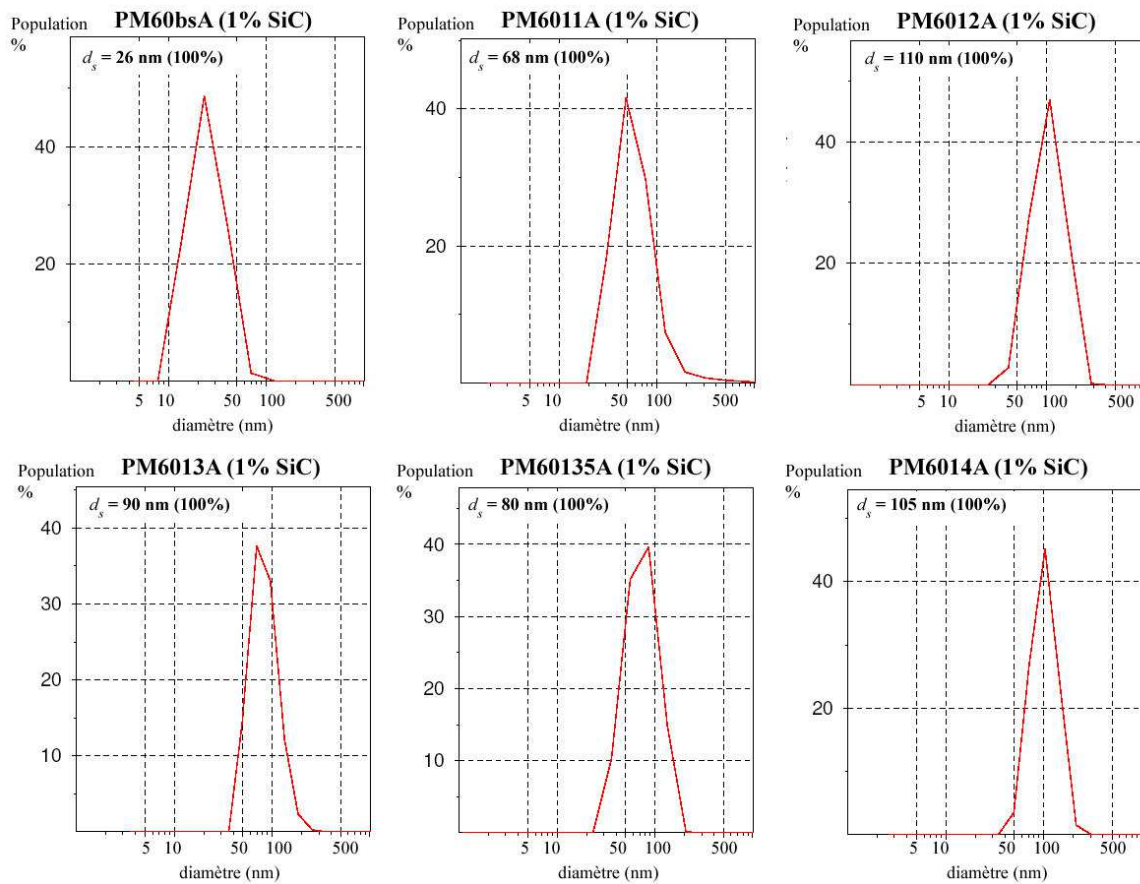 Population
%
PM60bsA (1% SiC)
d_s = 26 nm (100%)
40
20
5 10 50 100 500
diamètre (nm)
Population
%
PM6011A (1% SiC)
d_s = 68 nm (100%)
40
20
5 10 50 100 500
diamètre (nm)
Population
%
PM6012A (1% SiC)
d_s = 110 nm (100%)
40
20
5 10 50 100 500
diamètre (nm)
Population
%
PM6013A (1% SiC)
d_s = 90 nm (100%)
40
30
20
10
5 10 50 100 500
diamètre (nm)
Population
%
PM60135A (1% SiC)
d_s = 80 nm (100%)
40
30
20
10
5 10 50 100 500
diamètre (nm)
Population
%
PM6014A (1% SiC)
d_s = 105 nm (100%)
40
20
5 10 50 100 500
diamètre (nm)